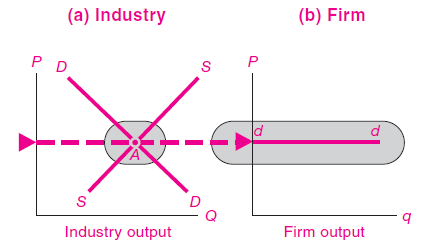 (a) Industry
(b) Firm
P
D
S
A
S
D
Q
Industry output
P
d
d
q
Firm output